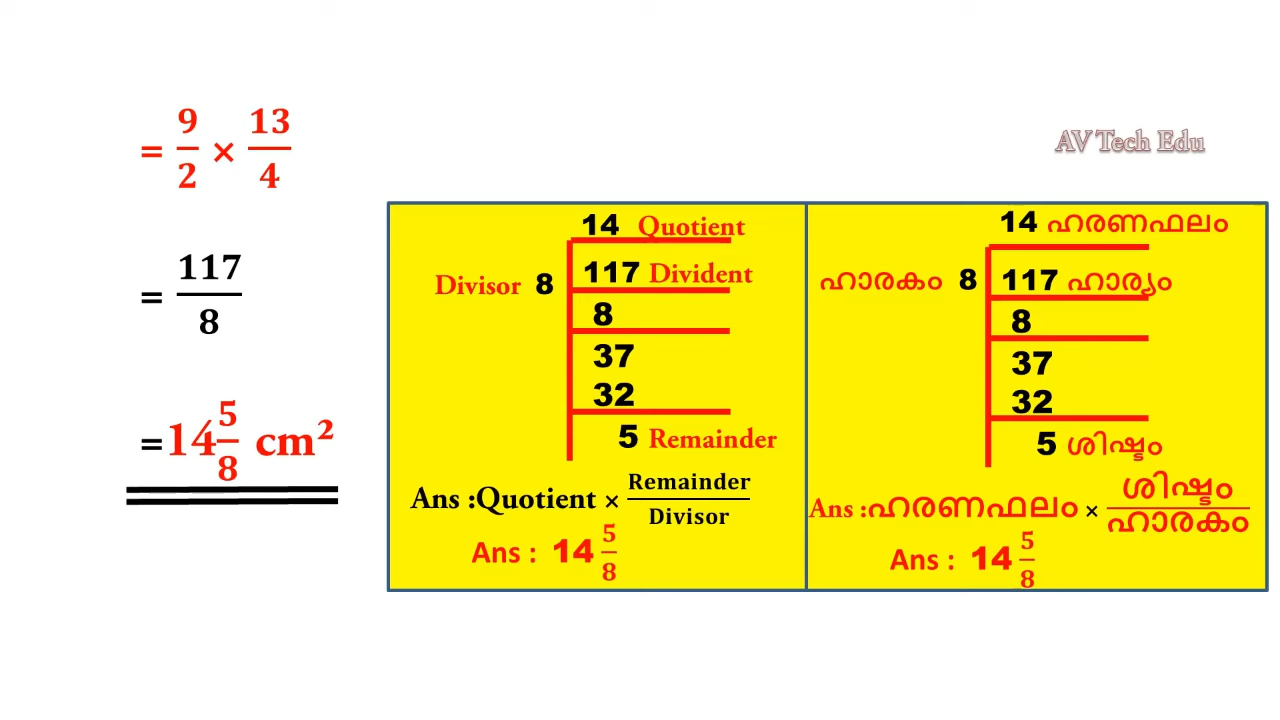 = 9/2 × 13/4
= 117/8
=14 5/8 cm²
AV Tech Edu
14 Quotient
Divisor 8 117 Divident
8
37
32
5 Remainder
Ans :Quotient × Remainder/Divisor
Ans : 14 5/8
14 ഹരണഫലം
ഹാരകം 8 117 ഹാര്യം
8
37
32
5 ശിഷ്ടം
Ans :ഹരണഫലം × ശിഷ്ടം/ഹാരകം
Ans : 14 5/8